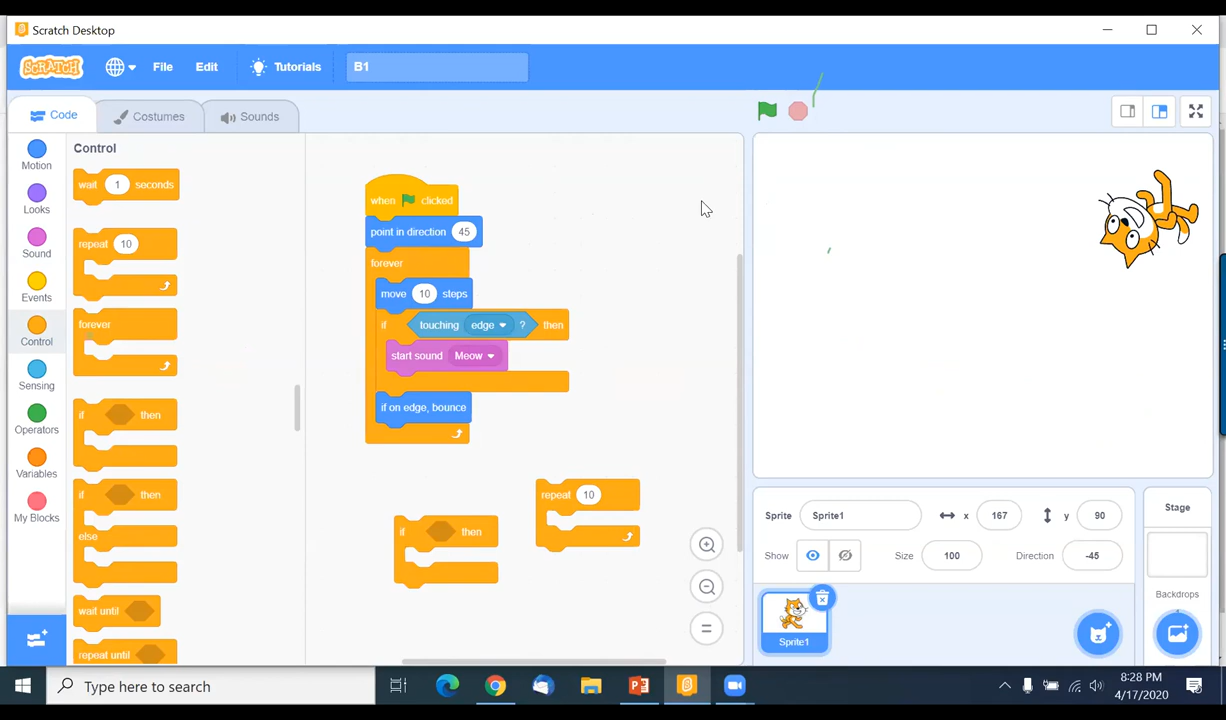 Scratch Desktop
SCRATCH
File
Edit
Tutorials
B1
Code
Costumes
Sounds
Motion
Looks
Sound
Events
Control
Sensing
Operators
Variables
My Blocks
Control
wait 1 seconds
repeat 10
forever
if then
if then
else
wait until
repeat until
when clicked
point in direction 45
forever
move 10 steps
if touching edge ? then
start sound Meow
if on edge, bounce
repeat 10
if then
Sprite Sprite1 x 167 y 90
Show Size 100 Direction -45
Sprite1
Stage
Backdrops
Type here to search
8:28 PM
4/17/2020